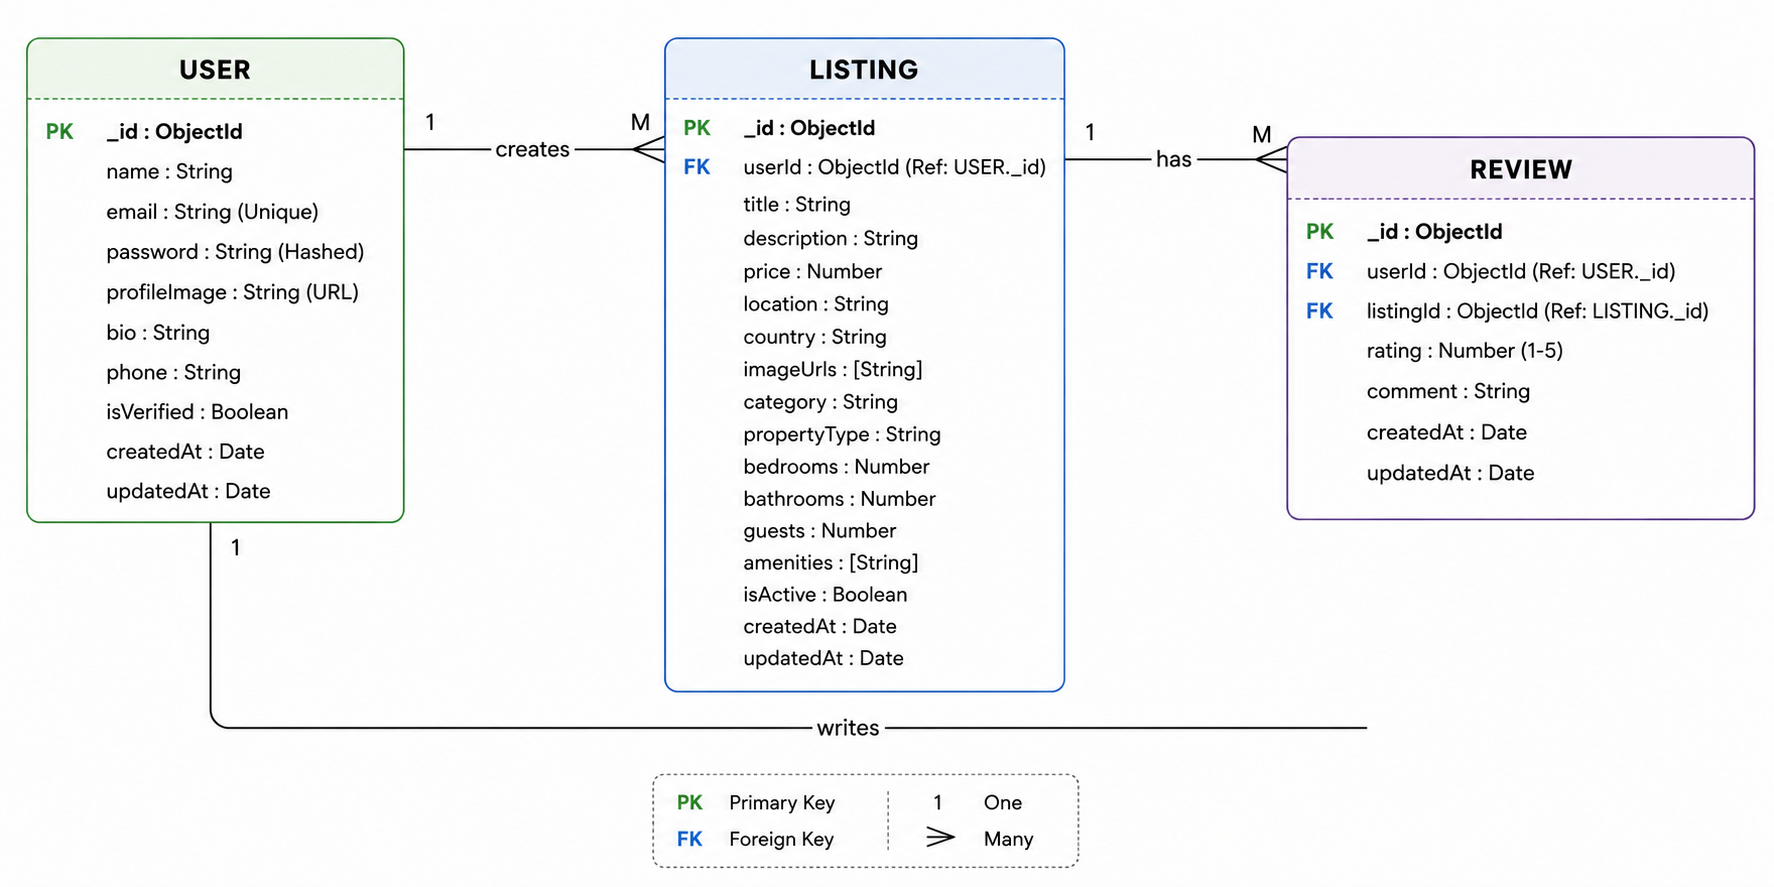 USER
PK _id : ObjectId
name : String
email : String (Unique)
password : String (Hashed)
profileImage : String (URL)
bio : String
phone : String
isVerified : Boolean
createdAt : Date
updatedAt : Date
1
1 creates M
LISTING
PK _id : ObjectId
FK userId : ObjectId (Ref: USER._id)
title : String
description : String
price : Number
location : String
country : String
imageUrls : [String]
category : String
propertyType : String
bedrooms : Number
bathrooms : Number
guests : Number
amenities : [String]
isActive : Boolean
createdAt : Date
updatedAt : Date
1 has M
REVIEW
PK _id : ObjectId
FK userId : ObjectId (Ref: USER._id)
FK listingId : ObjectId (Ref: LISTING._id)
rating : Number (1-5)
comment : String
createdAt : Date
updatedAt : Date
writes
PK Primary Key
FK Foreign Key
1 One
Many